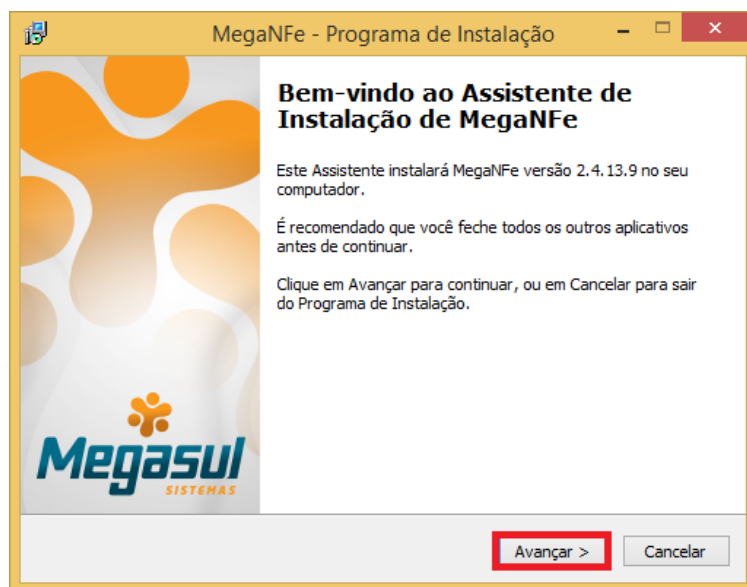 MegaNFe - Programa de Instalação
Bem-vindo ao Assistente de
Instalação de MegaNFe
Este Assistente instalará MegaNFe versão 2.4.13.9 no seu
computador.
É recomendado que você feche todos os outros aplicativos
antes de continuar.
Clique em Avançar para continuar, ou em Cancelar para sair
do Programa de Instalação.
Megasul
SISTEMAS
Avançar >
Cancelar